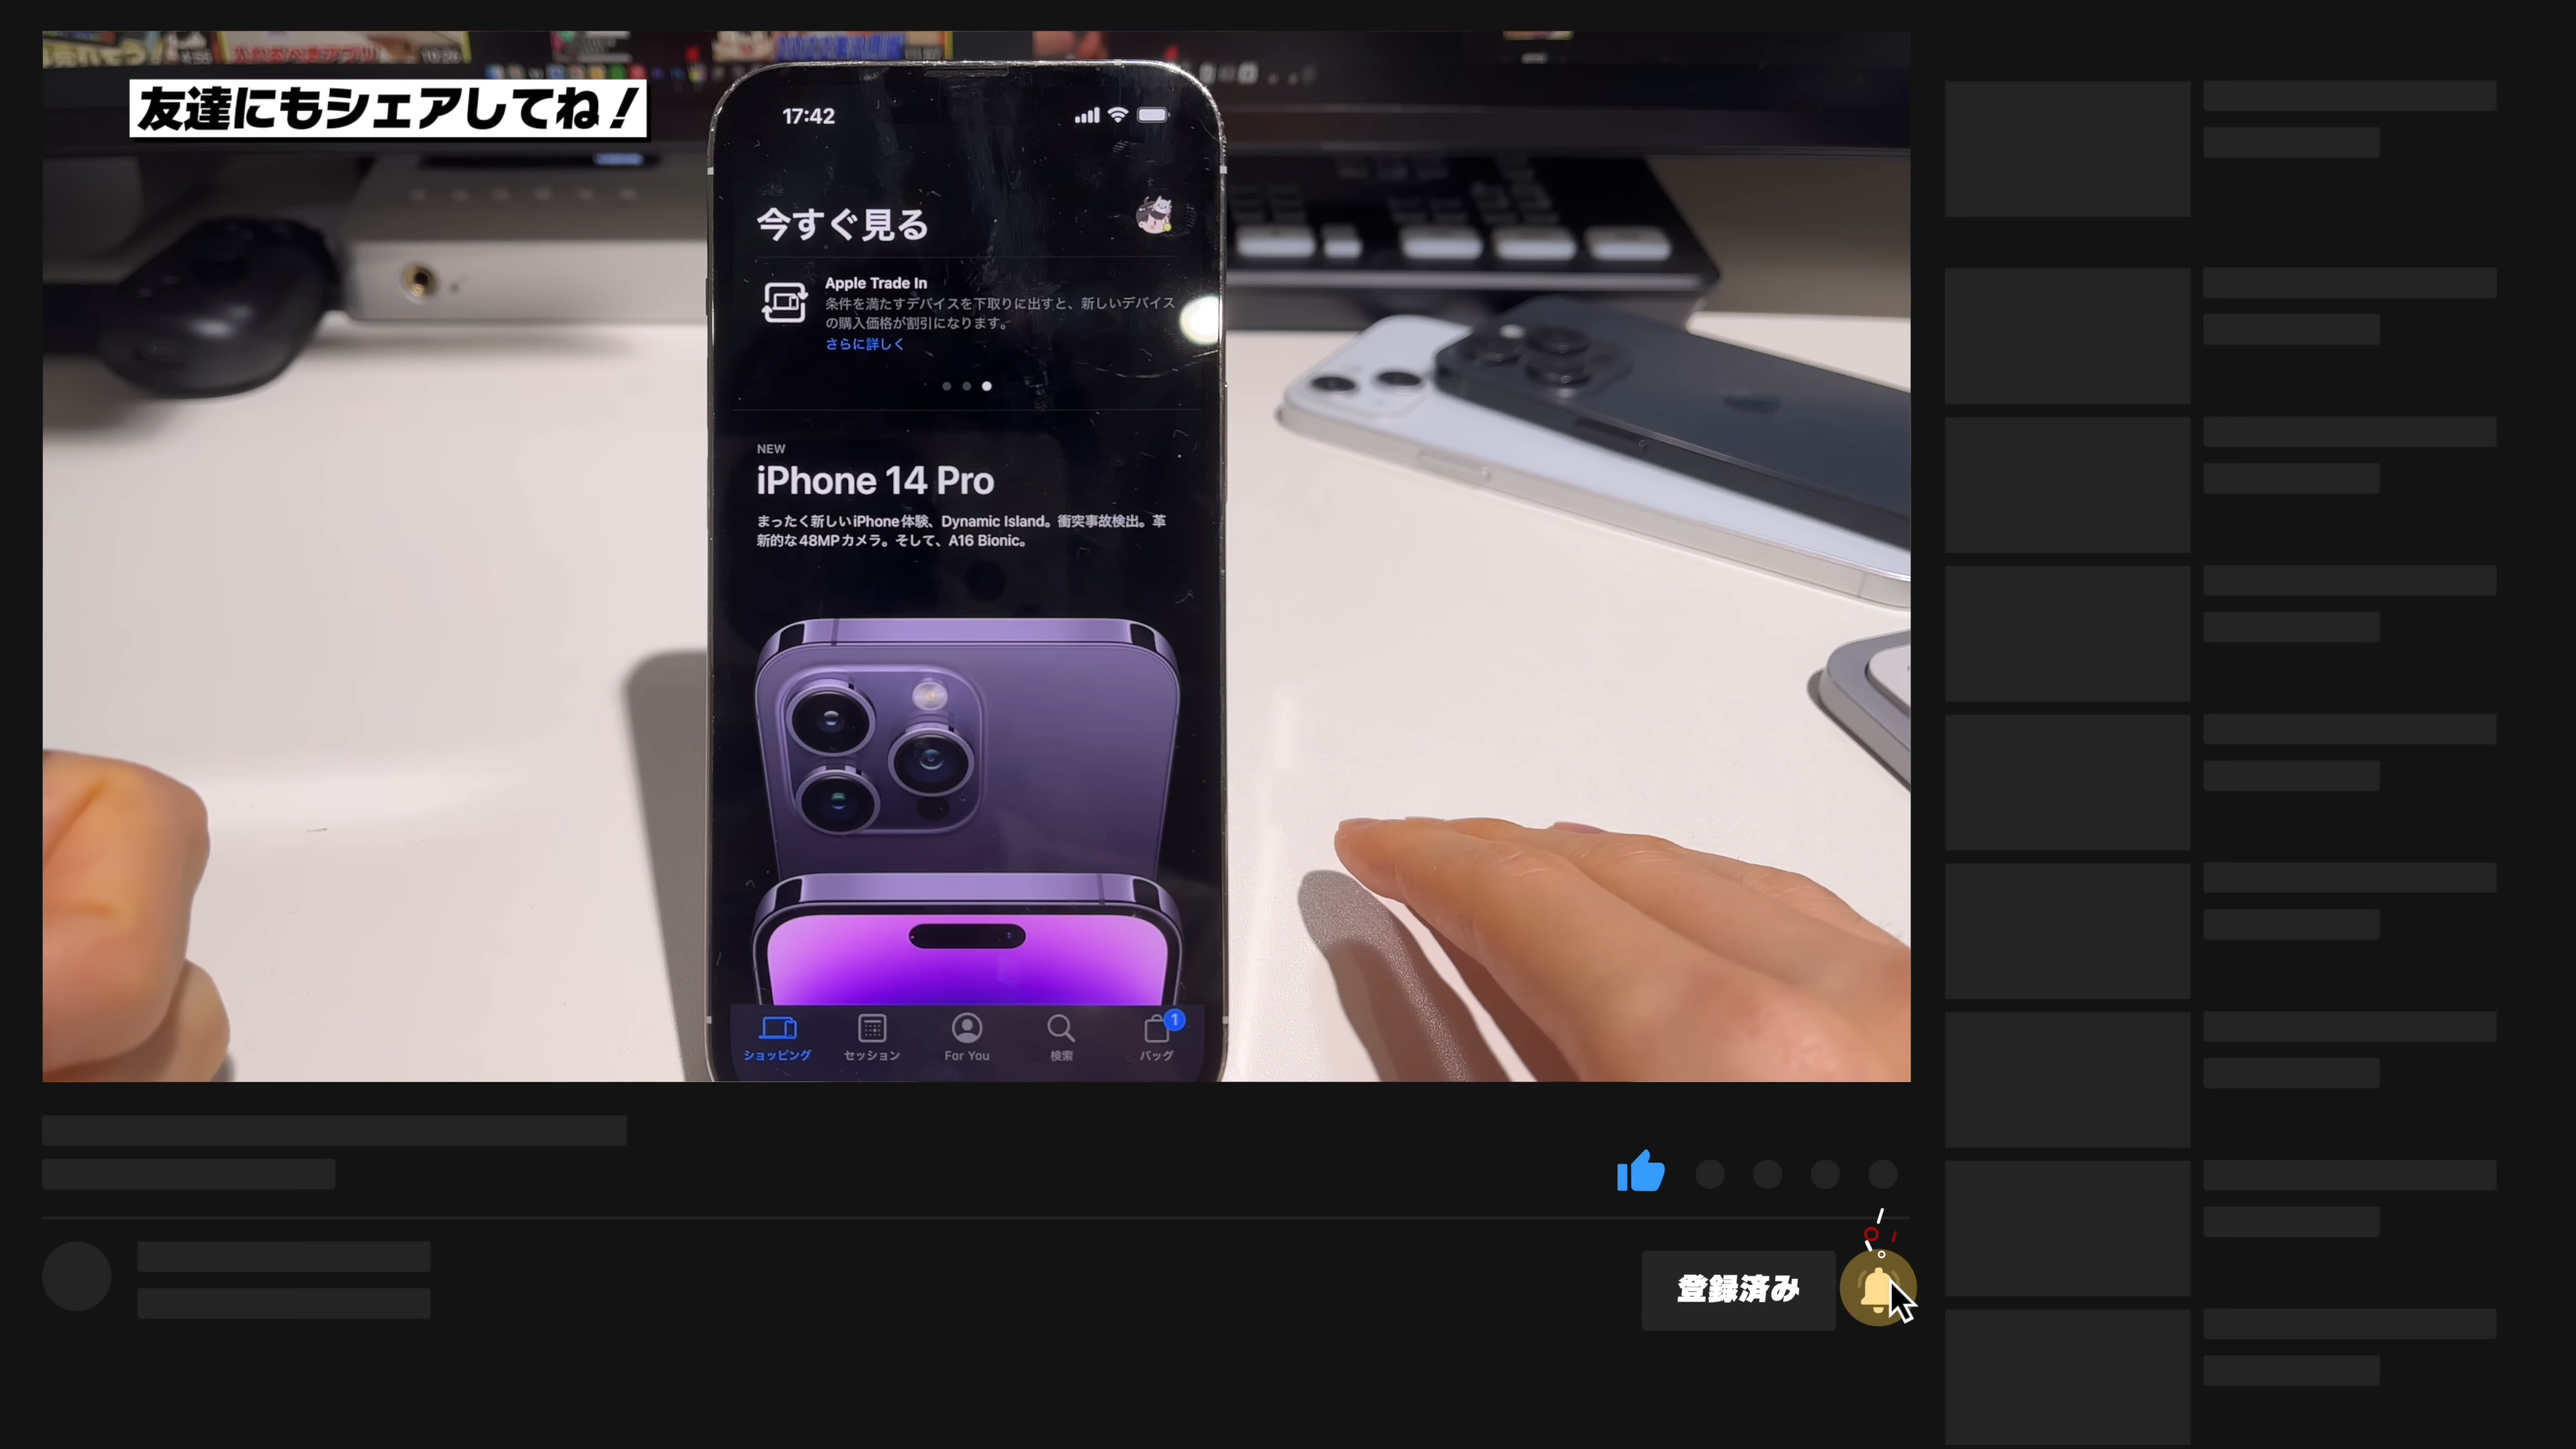 友達にもシェアしてね！
17:42
今すぐ見る
Apple Trade In
条件を満たすデバイスを下取りに出すと、新しいデバイス
の購入価格が割引になります。
さらに詳しく
NEW
iPhone 14 Pro
まったく新しいiPhone体験、Dynamic Island。衝突事故検出。革
新的な48MPカメラ。そして、A16 Bionic。
ショッピング
セッション
For You
検索
1
バッグ
登録済み